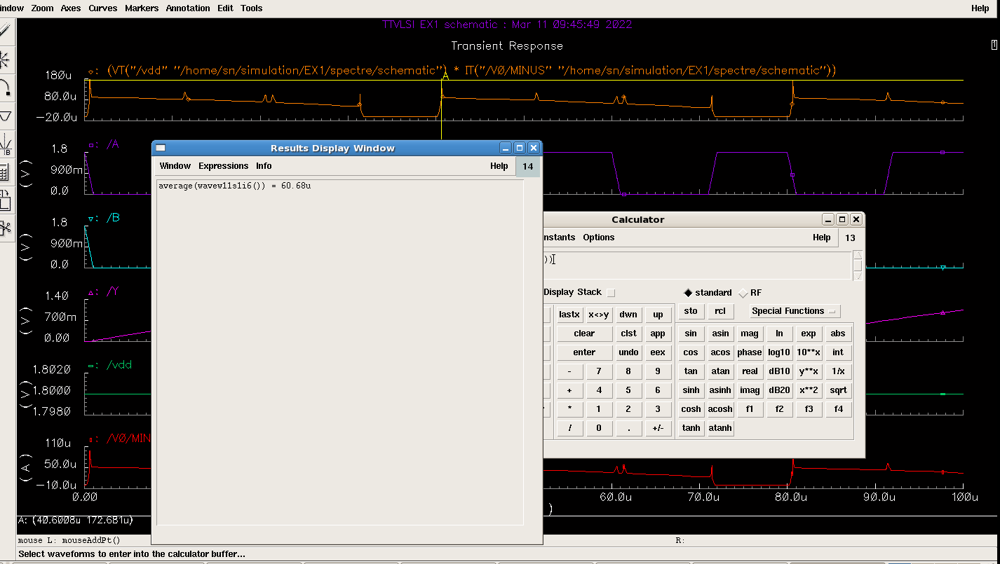 indow Zoom Axes Curves Markers Annotation Edit Tools Help
TTVLSI EX1 schematic : Mar 11 09:45:49 2022
Transient Response
1
: (VT("/vdd" "/home/sn/simulation/EX1/spectre/schematic") * IT("/V0/MINUS" "/home/sn/simulation/EX1/spectre/schematic"))
A
180u
80.0u
-20.0u
: /A
1.8
900m
0.0
(V)
: /B
1.8
900m
0.0
(V)
: /Y
1.40
700m
0.00
(V)
: /vdd
1.8020
1.8000
1.7980
(V)
: /V0/MIN
110u
50.0u
-10.0u
(A)
0.00 60.0u 70.0u 80.0u 90.0u 100u
)
A: (40.6008u 172.681u)
Results Display Window
Window Expressions Info Help 14
average(wavew11s1i6()) = 60.68u
Calculator
nstants Options Help 13
))
Display Stack standard RF
lastx x<>y dwn up sto rcl Special Functions
clear clst app sin asin mag ln exp abs
enter undo eex cos acos phase log10 10**x int
- 7 8 9 tan atan real dB10 y**x 1/x
+ 4 5 6 sinh asinh imag dB20 x**2 sqrt
* 1 2 3 cosh acosh f1 f2 f3 f4
/ 0 . +/- tanh atanh
mouse L: mouseAddPt() R:
Select waveforms to enter into the calculator buffer...
B